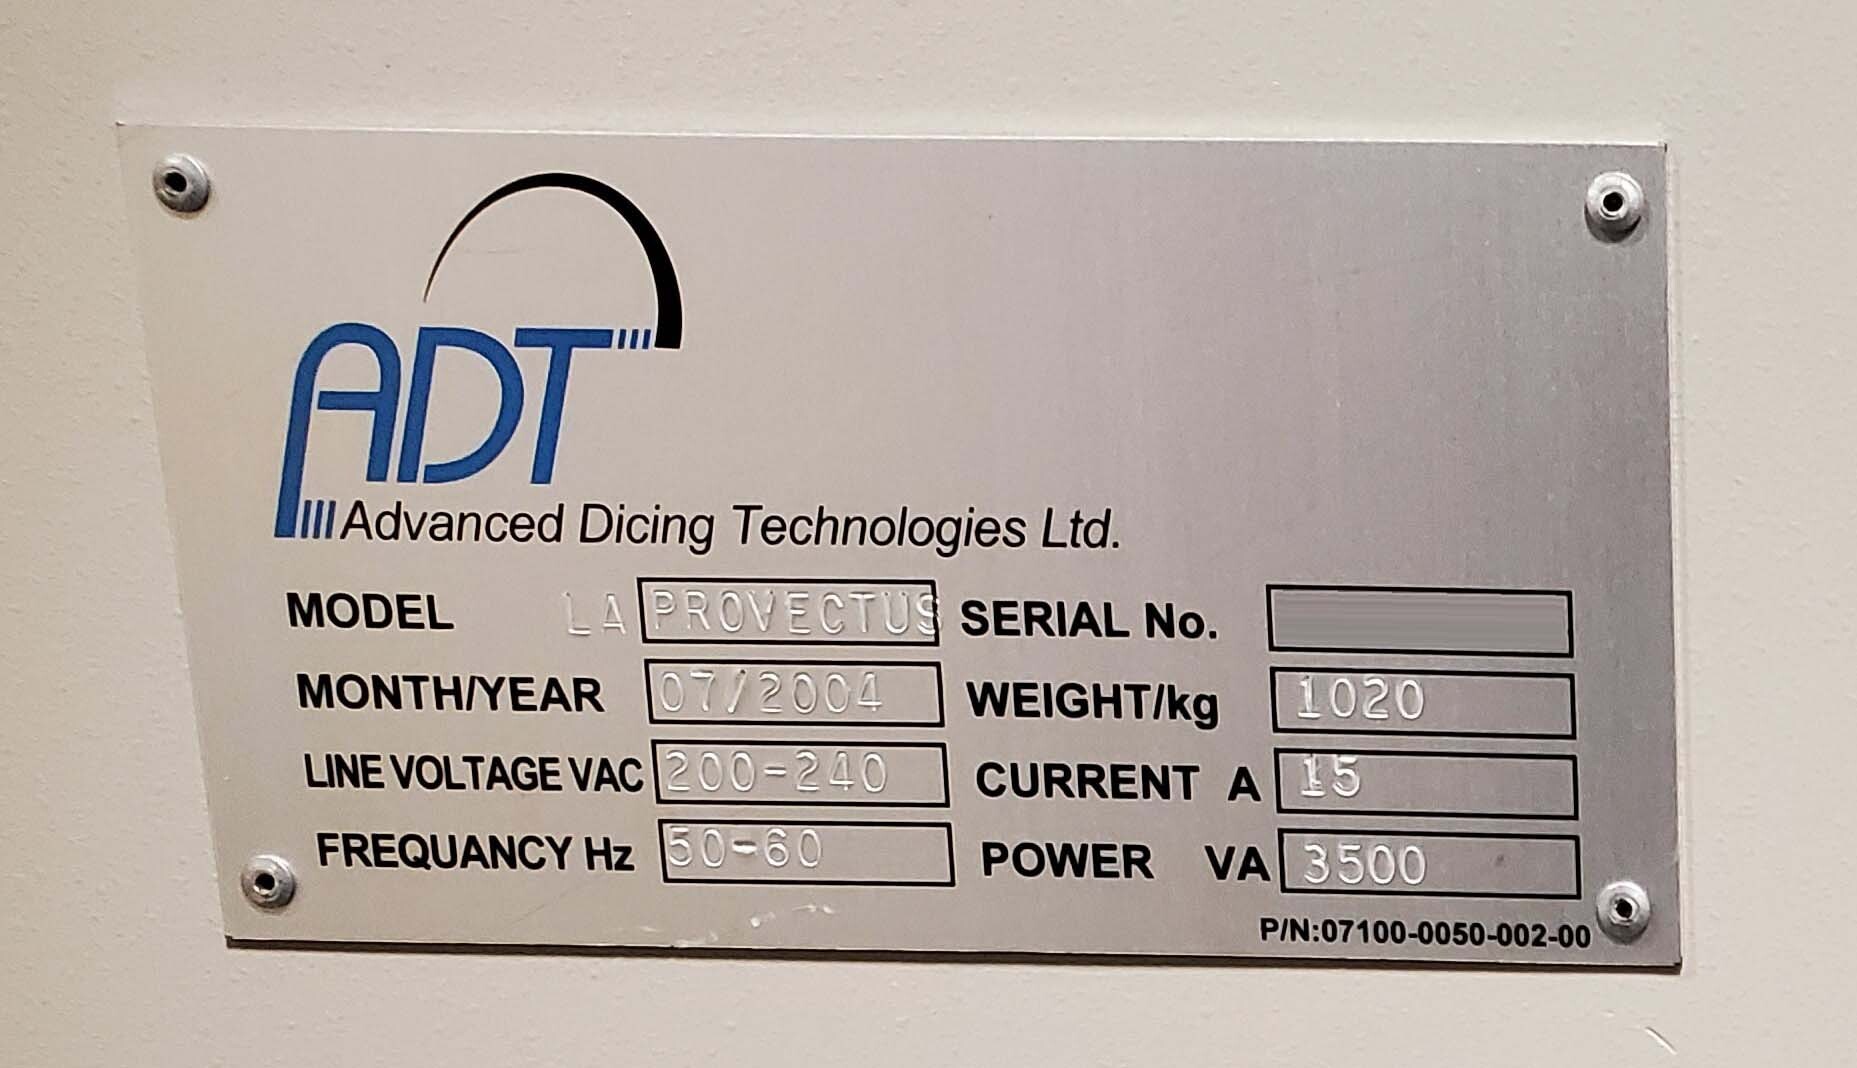 ADT
Advanced Dicing Technologies Ltd.
MODEL LA PROVECTUS SERIAL No.
MONTH/YEAR 07/2004 WEIGHT/kg 1020
LINE VOLTAGE VAC 200-240 CURRENT A 15
FREQUANCY Hz 50-60 POWER VA 3500
P/N:07100-0050-002-00